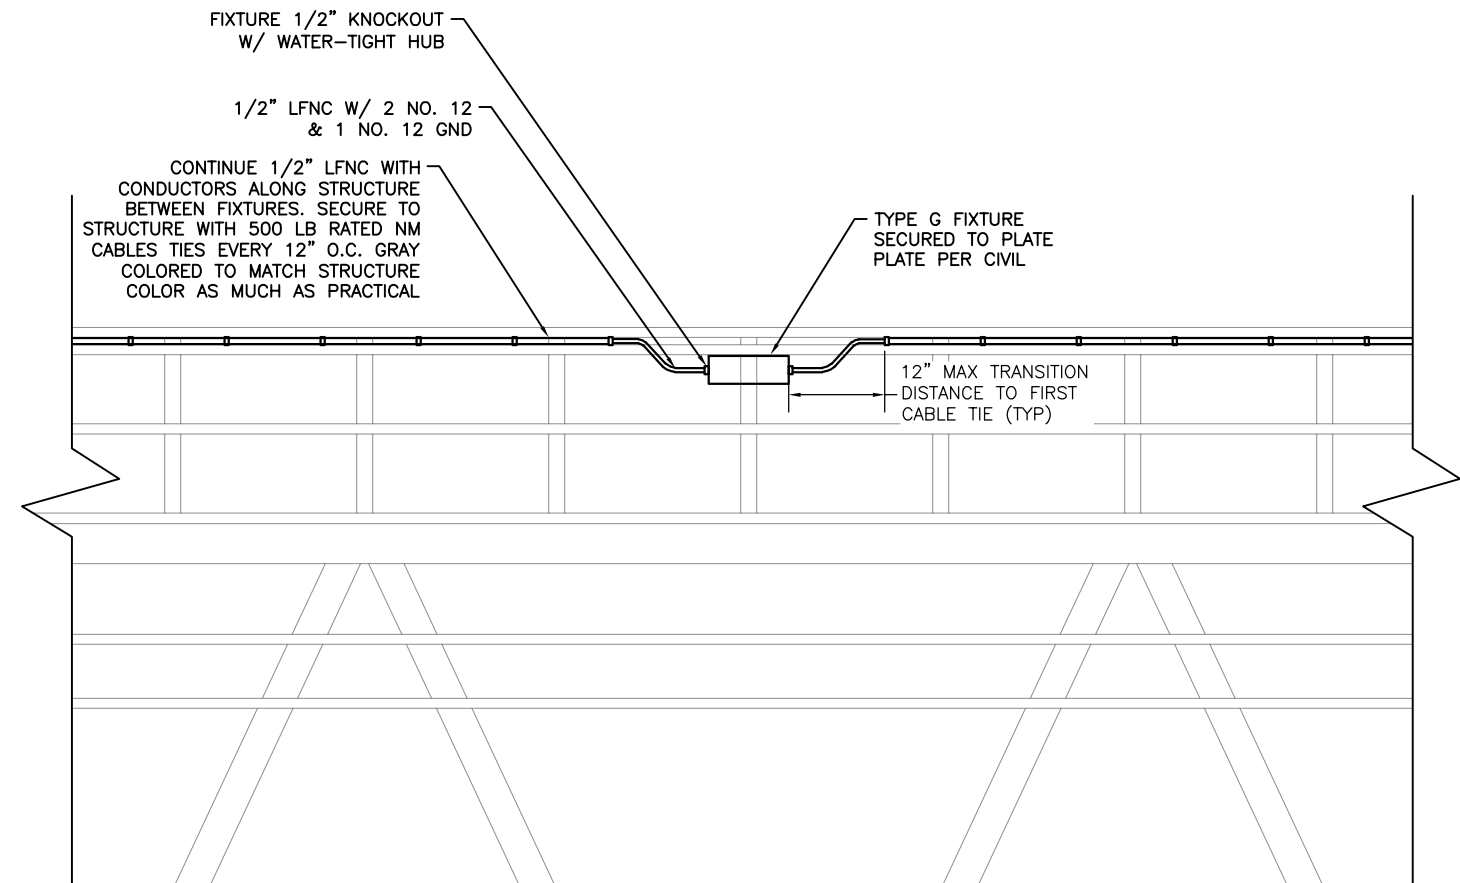 FIXTURE 1/2" KNOCKOUT
W/ WATER-TIGHT HUB
1/2" LFNC W/ 2 NO. 12
& 1 NO. 12 GND
CONTINUE 1/2" LFNC WITH
CONDUCTORS ALONG STRUCTURE
BETWEEN FIXTURES. SECURE TO
STRUCTURE WITH 500 LB RATED NM
CABLES TIES EVERY 12" O.C. GRAY
COLORED TO MATCH STRUCTURE
COLOR AS MUCH AS PRACTICAL
TYPE G FIXTURE
SECURED TO PLATE
PLATE PER CIVIL
12" MAX TRANSITION
DISTANCE TO FIRST
CABLE TIE (TYP)